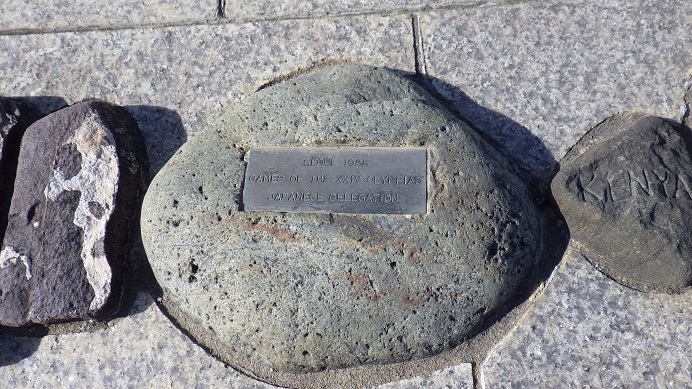 SEOUL 1988
GAMES OF THE XXIV OLYMPIAD
JAPANESE DELEGATION
KENYA